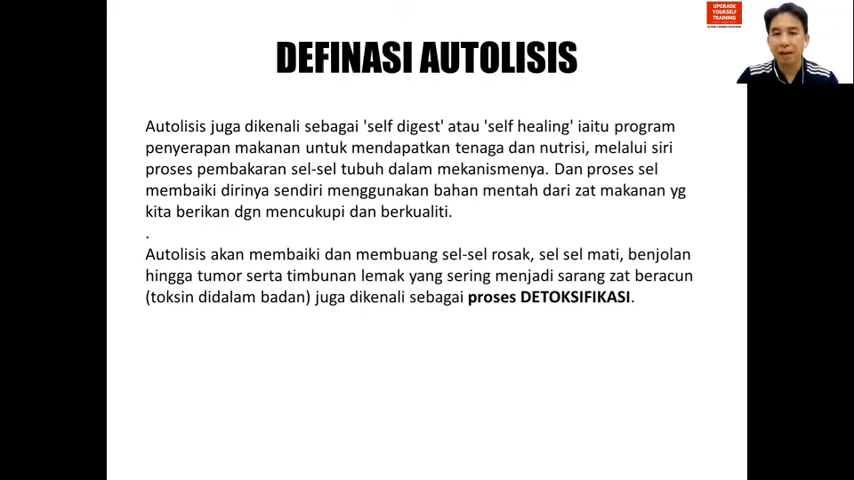 UPGRADE
YOURSELF
TRAINING
DEFINASI AUTOLISIS
Autolisis juga dikenali sebagai 'self digest' atau 'self healing' iaitu program
penyerapan makanan untuk mendapatkan tenaga dan nutrisi, melalui siri
proses pembakaran sel-sel tubuh dalam mekanismenya. Dan proses sel
membaiki dirinya sendiri menggunakan bahan mentah dari zat makanan yg
kita berikan dgn mencukupi dan berkualiti.
.
Autolisis akan membaiki dan membuang sel-sel rosak, sel sel mati, benjolan
hingga tumor serta timbunan lemak yang sering menjadi sarang zat beracun
(toksin didalam badan) juga dikenali sebagai proses DETOKSIFIKASI.